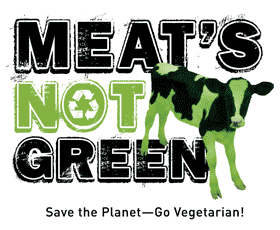 MEAT'S
NOT
GREEN
Save the Planet—Go Vegetarian!